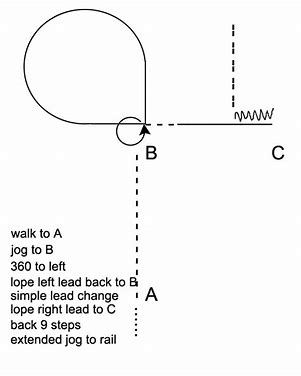 B
C
A
walk to A
jog to B
360 to left
lope left lead back to B
simple lead change
lope right lead to C
back 9 steps
extended jog to rail